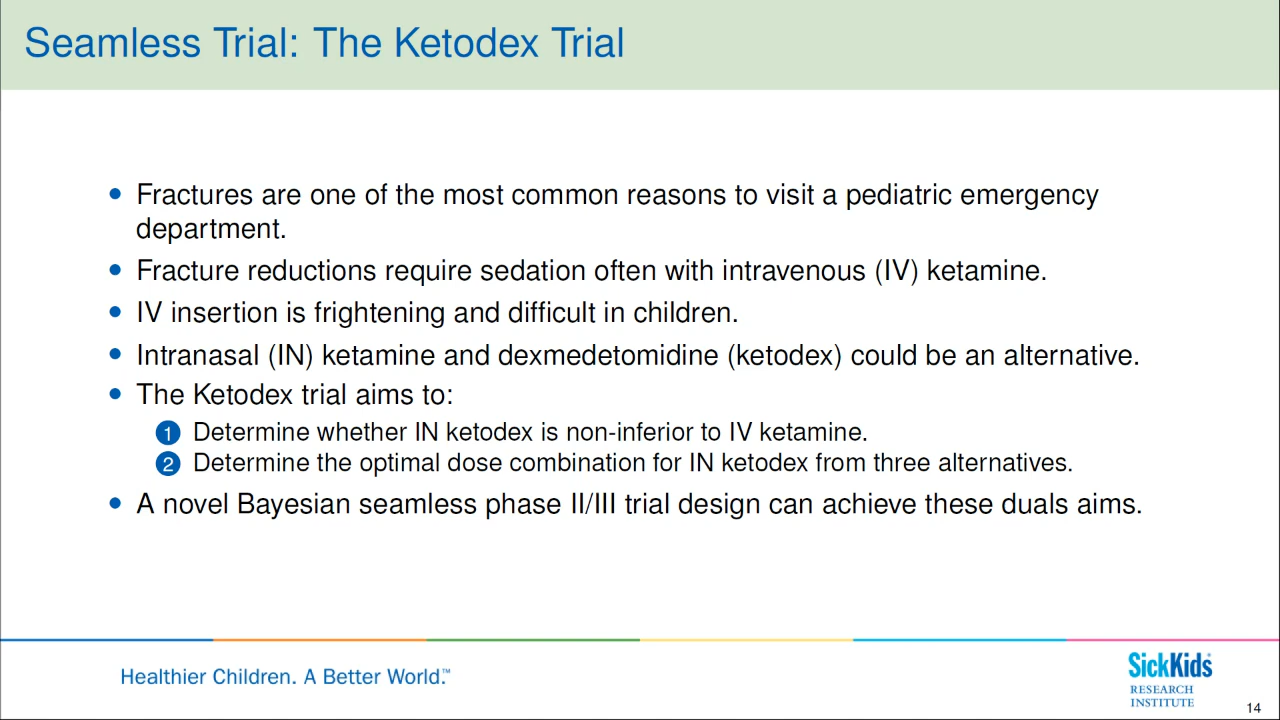 Seamless Trial: The Ketodex Trial
• Fractures are one of the most common reasons to visit a pediatric emergency
department.
• Fracture reductions require sedation often with intravenous (IV) ketamine.
• IV insertion is frightening and difficult in children.
• Intranasal (IN) ketamine and dexmedetomidine (ketodex) could be an alternative.
• The Ketodex trial aims to:
1 Determine whether IN ketodex is non-inferior to IV ketamine.
2 Determine the optimal dose combination for IN ketodex from three alternatives.
• A novel Bayesian seamless phase II/III trial design can achieve these duals aims.
Healthier Children. A Better World.™
SickKids®
RESEARCH
INSTITUTE
14